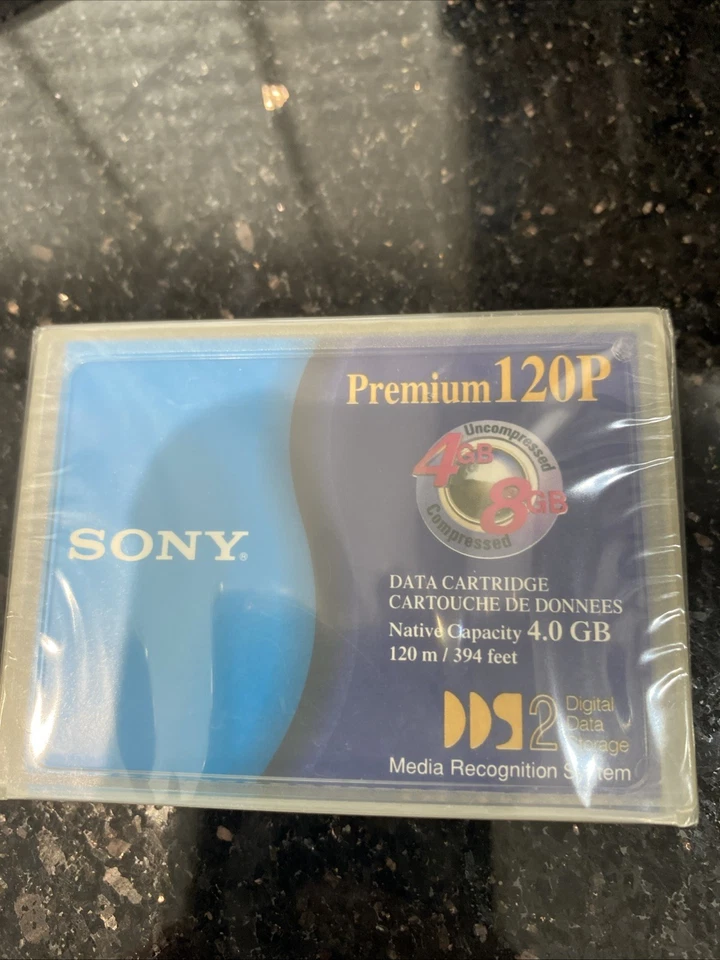 Premium 120P
Uncompressed
4GB
8GB
Compressed
SONY®
DATA CARTRIDGE
CARTOUCHE DE DONNEES
Native Capacity 4.0 GB
120 m / 394 feet
DDS2 Digital
Data
Storage
Media Recognition System